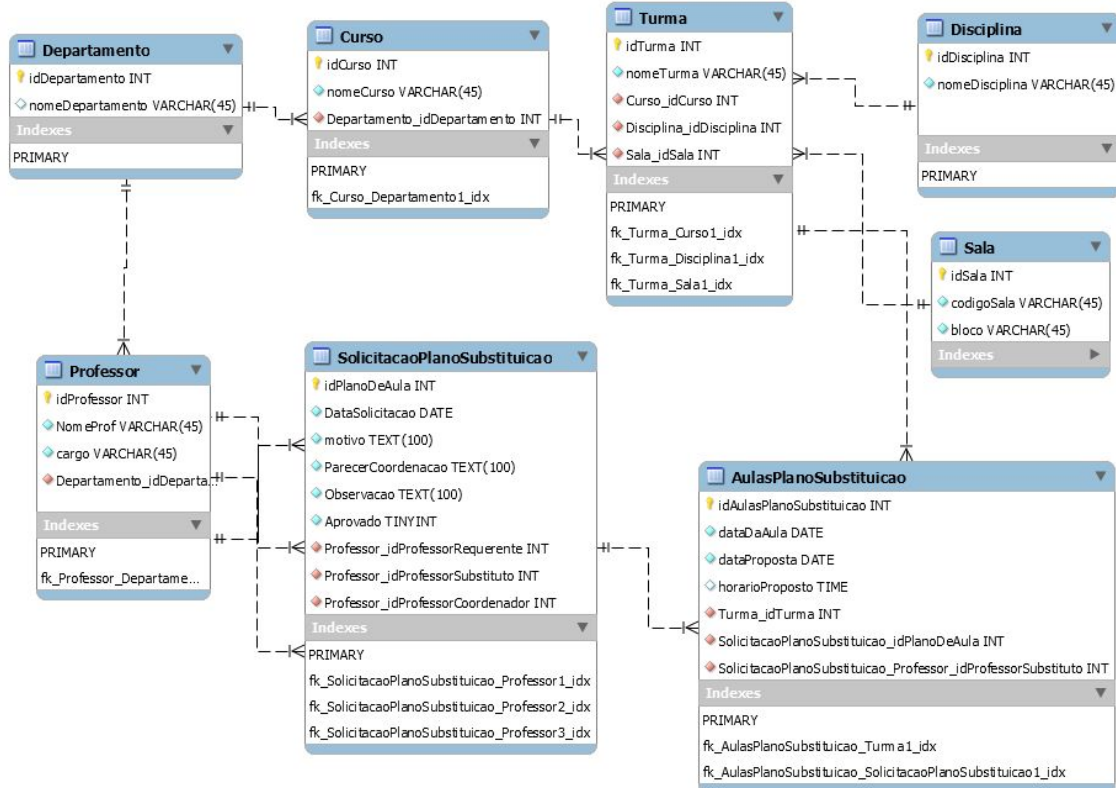 Departamento
idDepartamento INT
nomeDepartamento VARCHAR(45)
Indexes
PRIMARY
Curso
idCurso INT
nomeCurso VARCHAR(45)
Departamento_idDepartamento INT
Indexes
PRIMARY
fk_Curso_Departamento1_idx
Turma
idTurma INT
nomeTurma VARCHAR(45)
Curso_idCurso INT
Disciplina_idDisciplina INT
Sala_idSala INT
Indexes
PRIMARY
fk_Turma_Curso1_idx
fk_Turma_Disciplina1_idx
fk_Turma_Sala1_idx
Disciplina
idDisciplina INT
nomeDisciplina VARCHAR(45)
Indexes
PRIMARY
Sala
idSala INT
codigoSala VARCHAR(45)
bloco VARCHAR(45)
Indexes
Professor
idProfessor INT
NomeProf VARCHAR(45)
cargo VARCHAR(45)
Departamento_idDeparta...
Indexes
PRIMARY
fk_Professor_Departame...
SolicitacaoPlanoSubstituicao
idPlanoDeAula INT
DataSolicitacao DATE
motivo TEXT(100)
ParecerCoordenacao TEXT(100)
Observacao TEXT(100)
Aprovado TINYINT
Professor_idProfessorRequerente INT
Professor_idProfessorSubstituto INT
Professor_idProfessorCoordenador INT
Indexes
PRIMARY
fk_SolicitacaoPlanoSubstituicao_Professor1_idx
fk_SolicitacaoPlanoSubstituicao_Professor2_idx
fk_SolicitacaoPlanoSubstituicao_Professor3_idx
AulasPlanoSubstituicao
idAulasPlanoSubstituicao INT
dataDaAula DATE
dataProposta DATE
horarioProposto TIME
Turma_idTurma INT
SolicitacaoPlanoSubstituicao_idPlanoDeAula INT
SolicitacaoPlanoSubstituicao_Professor_idProfessorSubstituto INT
Indexes
PRIMARY
fk_AulasPlanoSubstituicao_Turma1_idx
fk_AulasPlanoSubstituicao_SolicitacaoPlanoSubstituicao1_idx